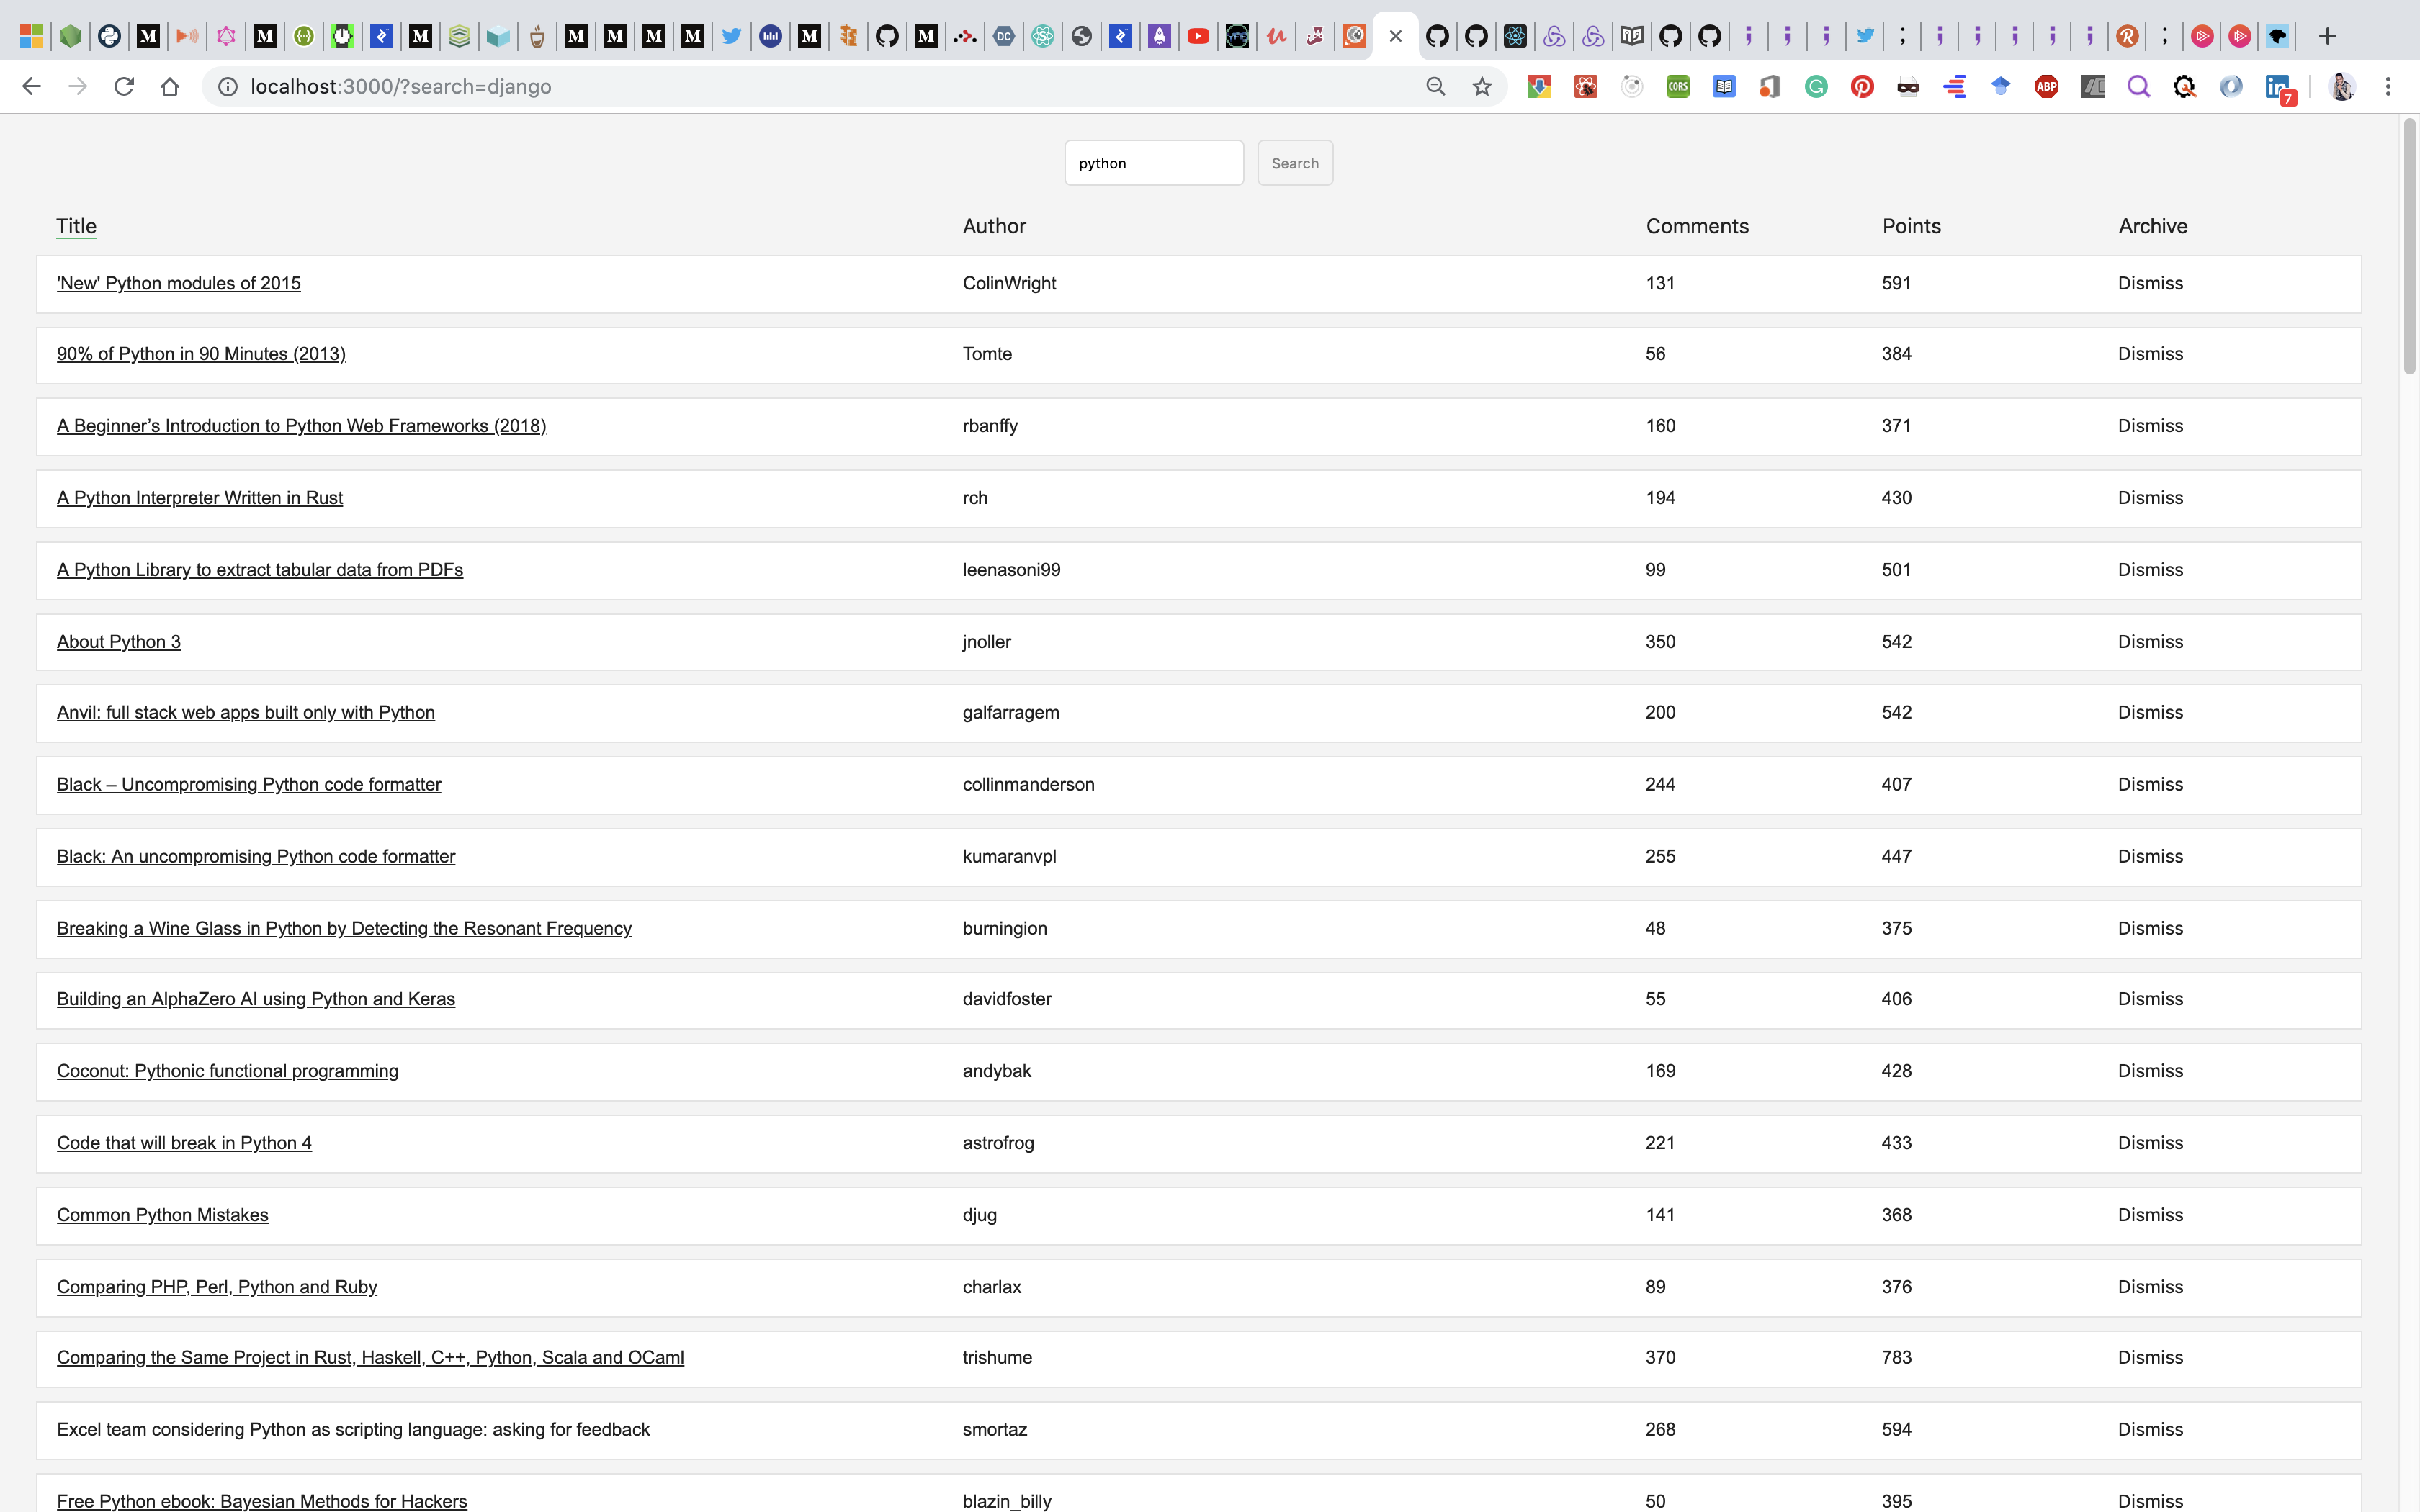 localhost:3000/?search=django
CORS
ABP
7
python Search
Title Author Comments Points Archive
'New' Python modules of 2015 ColinWright 131 591 Dismiss
90% of Python in 90 Minutes (2013) Tomte 56 384 Dismiss
A Beginner’s Introduction to Python Web Frameworks (2018) rbanffy 160 371 Dismiss
A Python Interpreter Written in Rust rch 194 430 Dismiss
A Python Library to extract tabular data from PDFs leenasoni99 99 501 Dismiss
About Python 3 jnoller 350 542 Dismiss
Anvil: full stack web apps built only with Python galfarragem 200 542 Dismiss
Black – Uncompromising Python code formatter collinmanderson 244 407 Dismiss
Black: An uncompromising Python code formatter kumaranvpl 255 447 Dismiss
Breaking a Wine Glass in Python by Detecting the Resonant Frequency burningion 48 375 Dismiss
Building an AlphaZero AI using Python and Keras davidfoster 55 406 Dismiss
Coconut: Pythonic functional programming andybak 169 428 Dismiss
Code that will break in Python 4 astrofrog 221 433 Dismiss
Common Python Mistakes djug 141 368 Dismiss
Comparing PHP, Perl, Python and Ruby charlax 89 376 Dismiss
Comparing the Same Project in Rust, Haskell, C++, Python, Scala and OCaml trishume 370 783 Dismiss
Excel team considering Python as scripting language: asking for feedback smortaz 268 594 Dismiss
Free Python ebook: Bayesian Methods for Hackers blazin_billy 50 395 Dismiss